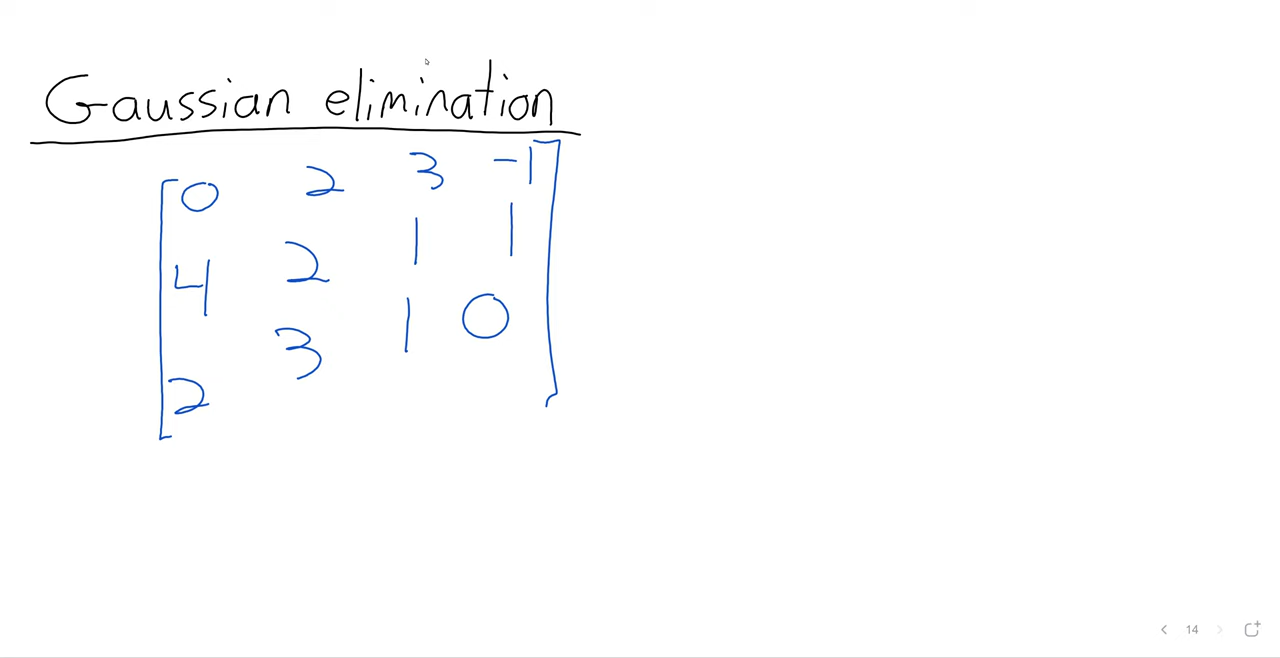 Gaussian elimination
0 2 3 -1
4 2 1 1
2 3 1 0
14